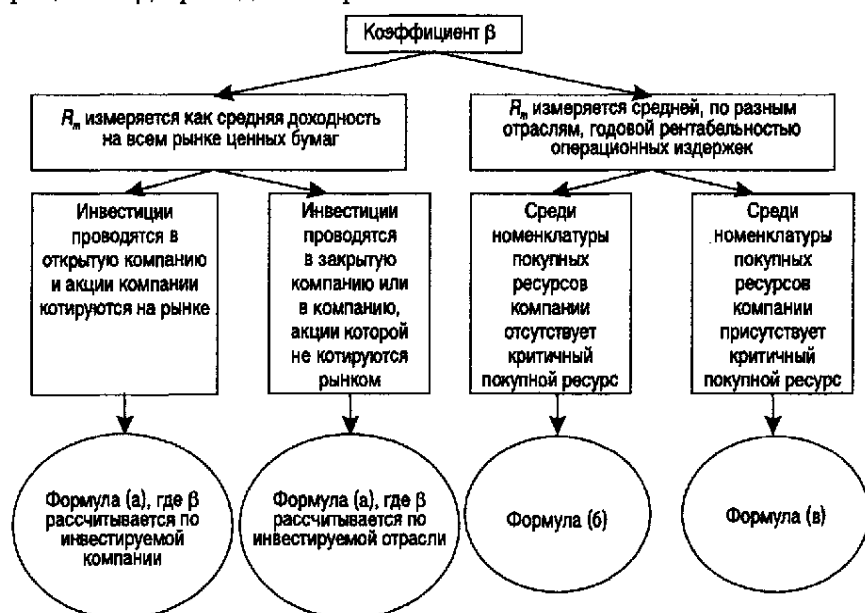 Коэффициент β
R_m измеряется как средняя доходность
на всем рынке ценных бумаг
R_m измеряется средней, по разным
отраслям, годовой рентабельностью
операционных издержек
Инвестиции
проводятся в
открытую компанию
и акции компании
котируются на рынке
Инвестиции
проводятся
в закрытую
компанию или
в компанию,
акции которой
не котируются
рынком
Среди
номенклатуры
покупных
ресурсов
компании
отсутствует
критичный
покупной ресурс
Среди
номенклатуры
покупных
ресурсов
компании
присутствует
критичный
покупной ресурс
Формула (а), где β
рассчитывается по
инвестируемой
компании
Формула (а), где β
рассчитывается по
инвестируемой отрасли
Формула (б)
Формула (в)